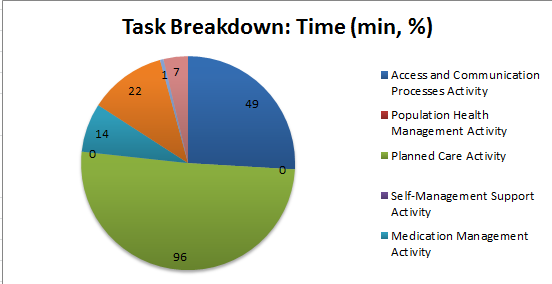 Task Breakdown: Time (min, %)
1
7
22
49
14
0
0
96
Access and Communication
Processes Activity
Population Health
Management Activity
Planned Care Activity
Self-Management Support
Activity
Medication Management
Activity